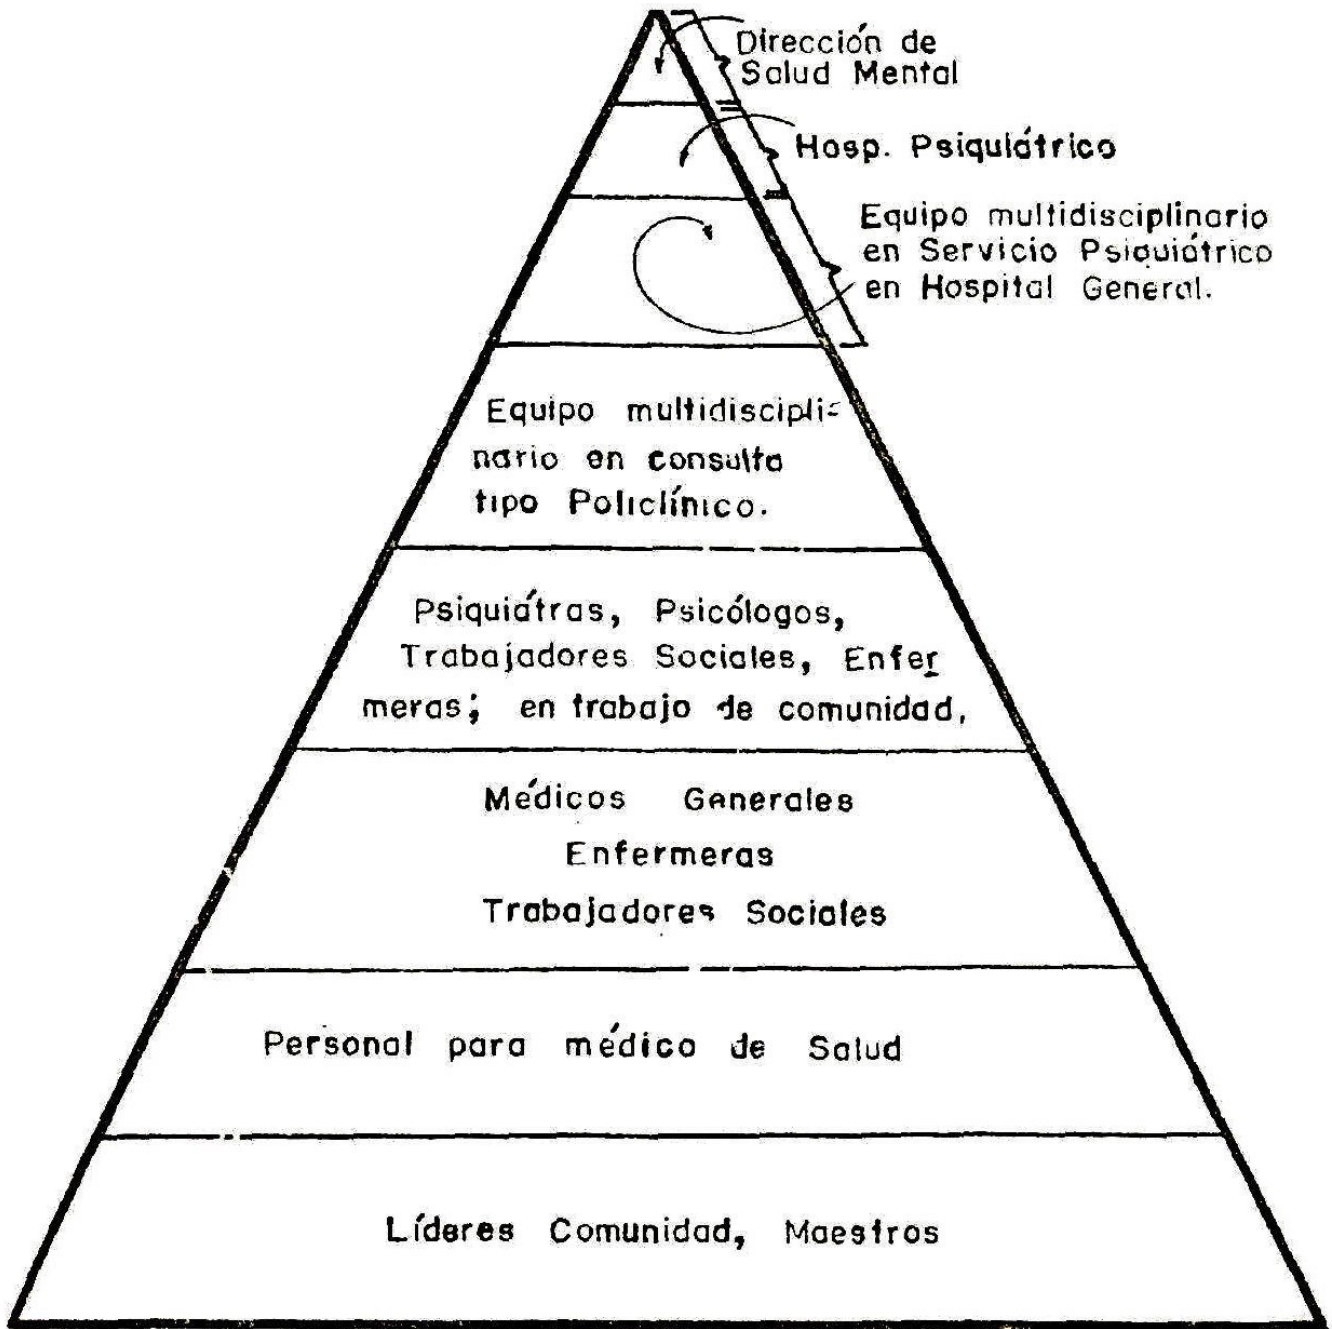 Dirección de
Salud Mental
Hosp. Psiquiátrico
Equipo multidisciplinario
en Servicio Psiquiátrico
en Hospital General.
Equipo multidiscipli-
nario en consulta
tipo Policlínico.
Psiquiátras, Psicólogos,
Trabajadores Sociales, Enfer
meras; en trabajo de comunidad.
Médicos Generales
Enfermeras
Trabajadores Sociales
Personal para médico de Salud
Líderes Comunidad, Maestros